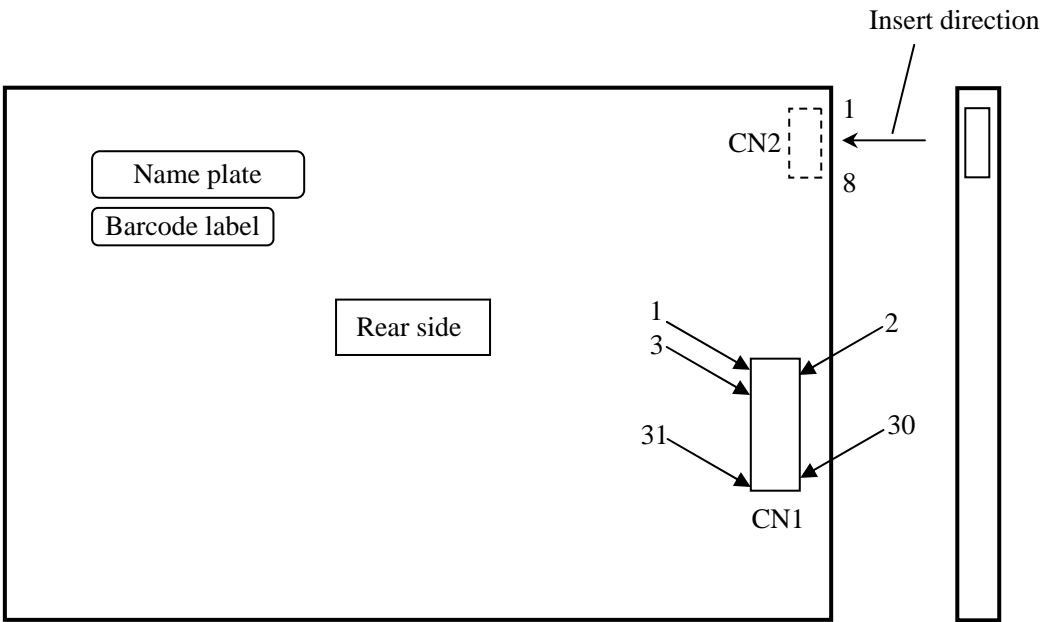 Insert direction
1
CN2
8
Name plate
Barcode label
Rear side
1
2
3
31
30
CN1